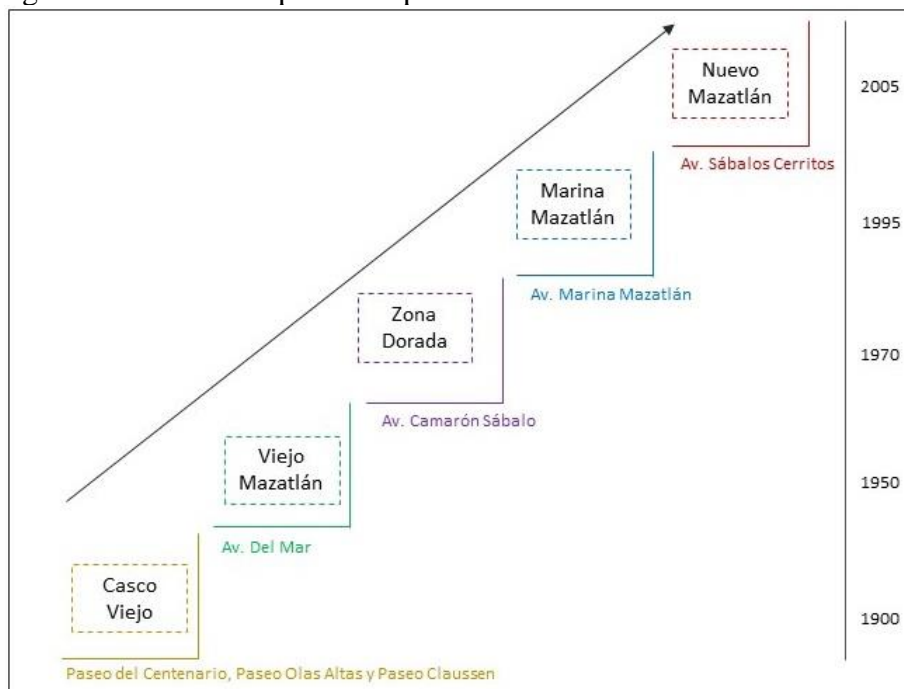 Nuevo
Mazatlán
2005
Av. Sábalos Cerritos
Marina
Mazatlán
1995
Av. Marina Mazatlán
Zona
Dorada
1970
Av. Camarón Sábalo
Viejo
Mazatlán
1950
Av. Del Mar
Casco
Viejo
1900
Paseo del Centenario, Paseo Olas Altas y Paseo Claussen